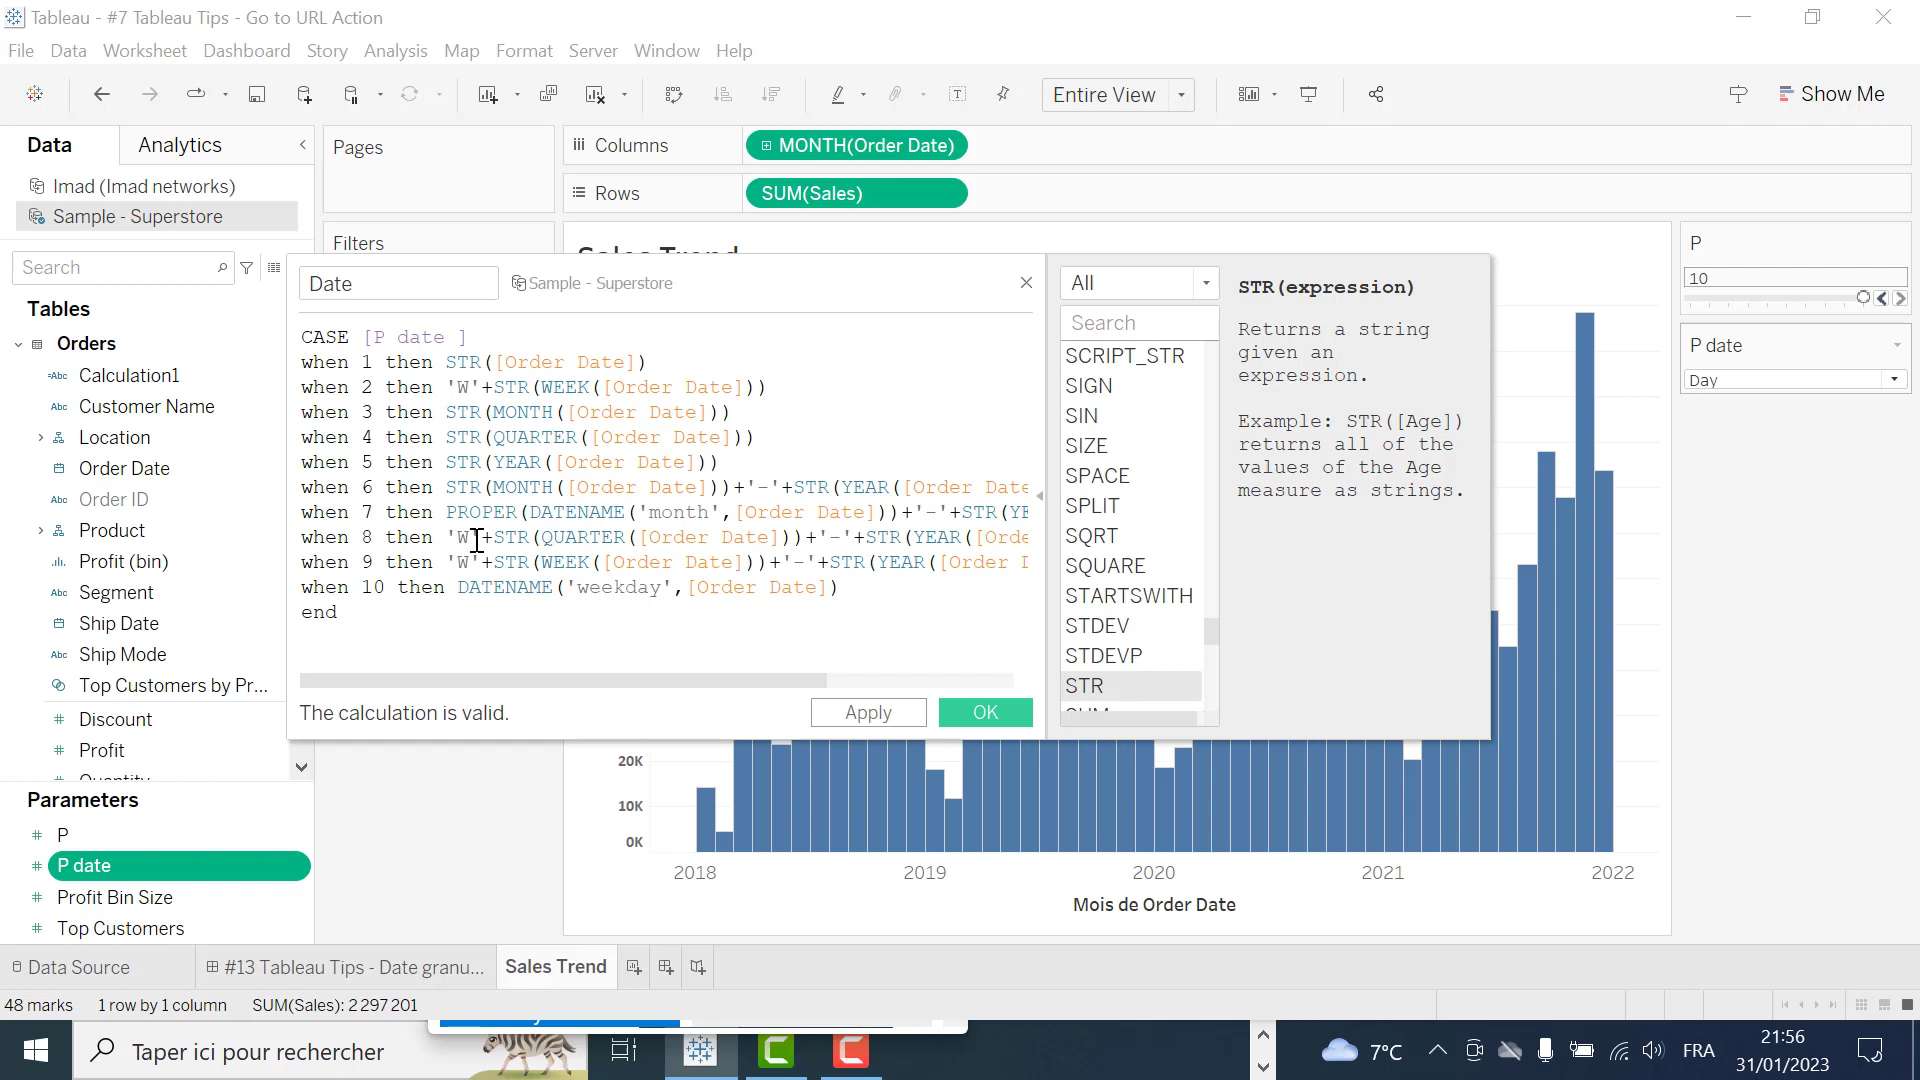 Tableau - #7 Tableau Tips - Go to URL Action
File Data Worksheet Dashboard Story Analysis Map Format Server Window Help
Entire View
Show Me
Data
Analytics
Imad (Imad networks)
Sample - Superstore
Search
Tables
Orders
=Abc Calculation1
Abc Customer Name
Location
Order Date
Abc Order ID
Product
Profit (bin)
Abc Segment
Ship Date
Abc Ship Mode
Top Customers by Pr...
# Discount
# Profit
# Quantity
Parameters
# P
# P date
# Profit Bin Size
# Top Customers
Pages
Filters
iii Columns
MONTH(Order Date)
Rows
SUM(Sales)
Sales Trend
Date
Sample - Superstore
CASE [P date ]
when 1 then STR([Order Date])
when 2 then 'W'+STR(WEEK([Order Date]))
when 3 then STR(MONTH([Order Date]))
when 4 then STR(QUARTER([Order Date]))
when 5 then STR(YEAR([Order Date]))
when 6 then STR(MONTH([Order Date]))+'-'+STR(YEAR([Order Date
when 7 then PROPER(DATENAME('month',[Order Date]))+'-'+STR(YE
when 8 then 'W'+STR(QUARTER([Order Date]))+'-'+STR(YEAR([Orde
when 9 then 'W'+STR(WEEK([Order Date]))+'-'+STR(YEAR([Order D
when 10 then DATENAME('weekday',[Order Date])
end
The calculation is valid.
Apply
OK
All
Search
SCRIPT_STR
SIGN
SIN
SIZE
SPACE
SPLIT
SQRT
SQUARE
STARTSWITH
STDEV
STDEVP
STR
SUM
STR(expression)
Returns a string
given an
expression.
Example: STR([Age])
returns all of the
values of the Age
measure as strings.
P
10
P date
Day
20K
10K
0K
2018 2019 2020 2021 2022
Mois de Order Date
Data Source
#13 Tableau Tips - Date granu...
Sales Trend
48 marks 1 row by 1 column SUM(Sales): 2 297 201
Taper ici pour rechercher
7°C
FRA
21:56
31/01/2023